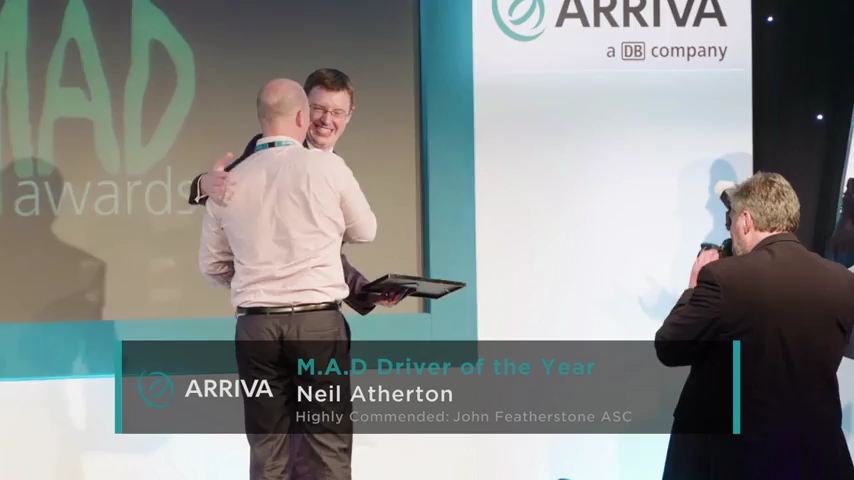 ARRIVA
a DB company
MAD
awards
ARRIVA
M.A.D Driver of the Year
Neil Atherton
Highly Commended: John Featherstone ASC